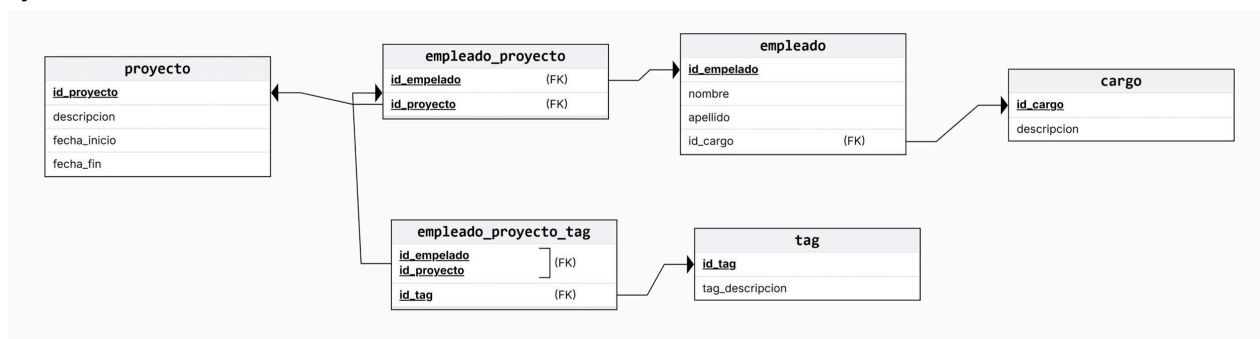 proyecto
id_proyecto
descripcion
fecha_inicio
fecha_fin
empleado_proyecto
id_empelado (FK)
id_proyecto (FK)
empleado
id_empelado
nombre
apellido
id_cargo (FK)
cargo
id_cargo
descripcion
empleado_proyecto_tag
id_empelado
id_proyecto
(FK)
id_tag (FK)
tag
id_tag
tag_descripcion